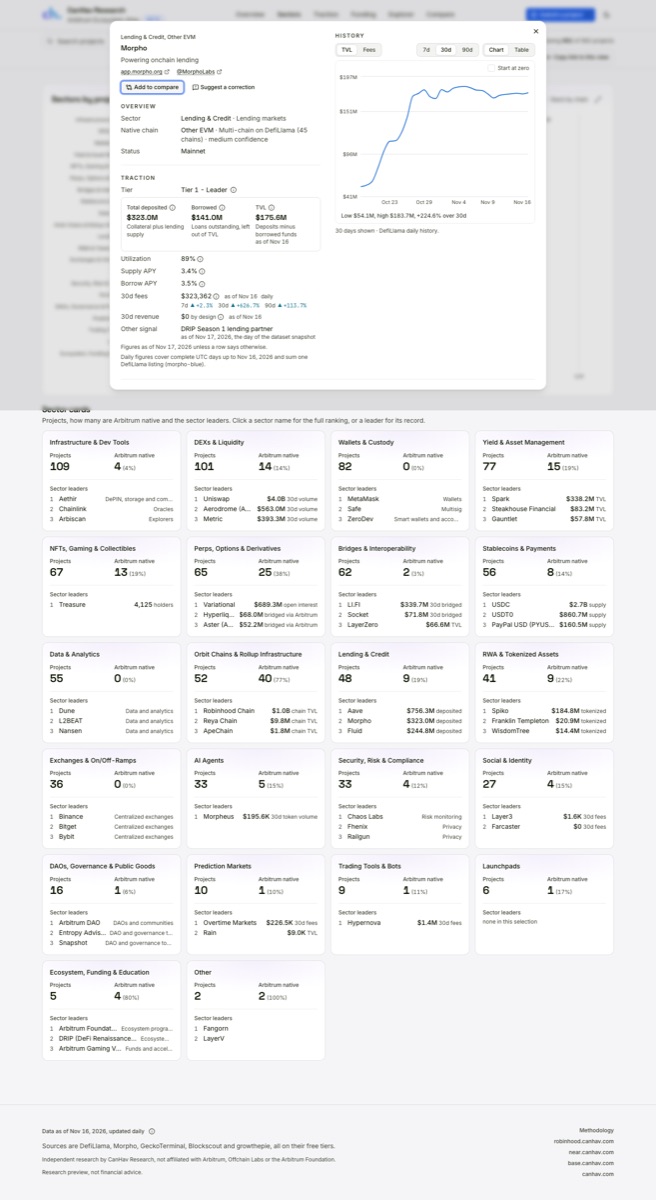 CanHav Research
Lending & Credit, Other EVM
Morpho
Powering onchain lending
app.morpho.org
@MorphoLabs
Add to compare
Suggest a correction
OVERVIEW
Sector Lending & Credit · Lending markets
Native chain Other EVM · Multi-chain on DefiLlama (45
chains) · medium confidence
Status Mainnet
TRACTION
Tier Tier 1 - Leader
Total deposited
$323.0M
Collateral plus lending
supply
Borrowed
$141.0M
Loans outstanding, left
out of TVL
TVL
$175.6M
Deposits minus
borrowed funds
as of Nov 16
Utilization 89%
Supply APY 3.4%
Borrow APY 3.5%
30d fees $323,362 as of Nov 16 daily
7d ▲+2.3% 30d ▲+626.7% 90d ▲+113.7%
30d revenue $0 by design as of Nov 16
Other signal DRIP Season 1 lending partner
as of Nov 17, 2026, the day of the dataset snapshot
Figures as of Nov 17, 2026 unless a row says otherwise.
Daily figures cover complete UTC days up to Nov 16, 2026 and sum one
DefiLlama listing (morpho-blue).
HISTORY
TVL Fees
7d 30d 90d
Chart Table
Start at zero
$197M
$151M
$96M
$41M
Oct 23 Oct 29 Nov 4 Nov 9 Nov 16
Low $54.1M, high $183.7M, +224.6% over 30d
30 days shown · DefiLlama daily history.
Sector cards
Projects, how many are Arbitrum native and the sector leaders. Click a sector name for the full ranking, or a leader for its record.
Infrastructure & Dev Tools
Projects Arbitrum native
109 4 (4%)
Sector leaders
1 Aethir DePIN, storage and com...
2 Chainlink Oracles
3 Arbiscan Explorers
DEXs & Liquidity
Projects Arbitrum native
101 14 (14%)
Sector leaders
1 Uniswap $4.0B 30d volume
2 Aerodrome (A... $563.0M 30d volume
3 Metric $393.3M 30d volume
Wallets & Custody
Projects Arbitrum native
82 0 (0%)
Sector leaders
1 MetaMask Wallets
2 Safe Multisig
3 ZeroDev Smart wallets and acco...
Yield & Asset Management
Projects Arbitrum native
77 15 (19%)
Sector leaders
1 Spark $338.2M TVL
2 Steakhouse Financial $83.2M TVL
3 Gauntlet $57.8M TVL
NFTs, Gaming & Collectibles
Projects Arbitrum native
67 13 (19%)
Sector leaders
1 Treasure 4,125 holders
Perps, Options & Derivatives
Projects Arbitrum native
65 25 (38%)
Sector leaders
1 Variational $689.3M open interest
2 Hyperliq... $68.0M bridged via Arbitrum
3 Aster (A... $52.2M bridged via Arbitrum
Bridges & Interoperability
Projects Arbitrum native
62 2 (3%)
Sector leaders
1 LI.FI $339.7M 30d bridged
2 Socket $71.8M 30d bridged
3 LayerZero $66.6M TVL
Stablecoins & Payments
Projects Arbitrum native
56 8 (14%)
Sector leaders
1 USDC $2.7B supply
2 USDT0 $860.7M supply
3 PayPal USD (PYUS... $160.5M supply
Data & Analytics
Projects Arbitrum native
55 0 (0%)
Sector leaders
1 Dune Data and analytics
2 L2BEAT Data and analytics
3 Nansen Data and analytics
Orbit Chains & Rollup Infrastructure
Projects Arbitrum native
52 40 (77%)
Sector leaders
1 Robinhood Chain $1.0B chain TVL
2 Reya Chain $9.8M chain TVL
3 ApeChain $1.8M chain TVL
Lending & Credit
Projects Arbitrum native
48 9 (19%)
Sector leaders
1 Aave $756.3M deposited
2 Morpho $323.0M deposited
3 Fluid $244.8M deposited
RWA & Tokenized Assets
Projects Arbitrum native
41 9 (22%)
Sector leaders
1 Spiko $184.8M tokenized
2 Franklin Templeton $20.9M tokenized
3 WisdomTree $14.4M tokenized
Exchanges & On/Off-Ramps
Projects Arbitrum native
36 0 (0%)
Sector leaders
1 Binance Centralized exchanges
2 Bitget Centralized exchanges
3 Bybit Centralized exchanges
AI Agents
Projects Arbitrum native
33 5 (15%)
Sector leaders
1 Morpheus $195.6K 30d token volume
Security, Risk & Compliance
Projects Arbitrum native
33 4 (12%)
Sector leaders
1 Chaos Labs Risk monitoring
2 Fhenix Privacy
3 Railgun Privacy
Social & Identity
Projects Arbitrum native
27 4 (15%)
Sector leaders
1 Layer3 $1.6K 30d fees
2 Farcaster $0 30d fees
DAOs, Governance & Public Goods
Projects Arbitrum native
16 1 (6%)
Sector leaders
1 Arbitrum DAO DAOs and communities
2 Entropy Advis... DAO and governance t...
3 Snapshot DAO and governance to...
Prediction Markets
Projects Arbitrum native
10 1 (10%)
Sector leaders
1 Overtime Markets $226.5K 30d fees
2 Rain $9.0K TVL
Trading Tools & Bots
Projects Arbitrum native
9 1 (11%)
Sector leaders
1 Hypernova $1.4M 30d fees
Launchpads
Projects Arbitrum native
6 1 (17%)
Sector leaders
none in this selection
Ecosystem, Funding & Education
Projects Arbitrum native
5 4 (80%)
Sector leaders
1 Arbitrum Foundat... Ecosystem progra...
2 DRIP (DeFi Renaissance... Ecosyste...
3 Arbitrum Gaming V... Funds and accel...
Other
Projects Arbitrum native
2 2 (100%)
Sector leaders
1 Fangorn
2 LayerV
Data as of Nov 16, 2026, updated daily
Sources are DefiLlama, Morpho, GeckoTerminal, Blockscout and growthepie, all on their free tiers.
Independent research by CanHav Research, not affiliated with Arbitrum, Offchain Labs or the Arbitrum Foundation.
Research preview, not financial advice.
Methodology
robinhood.canhav.com
near.canhav.com
base.canhav.com
canhav.com